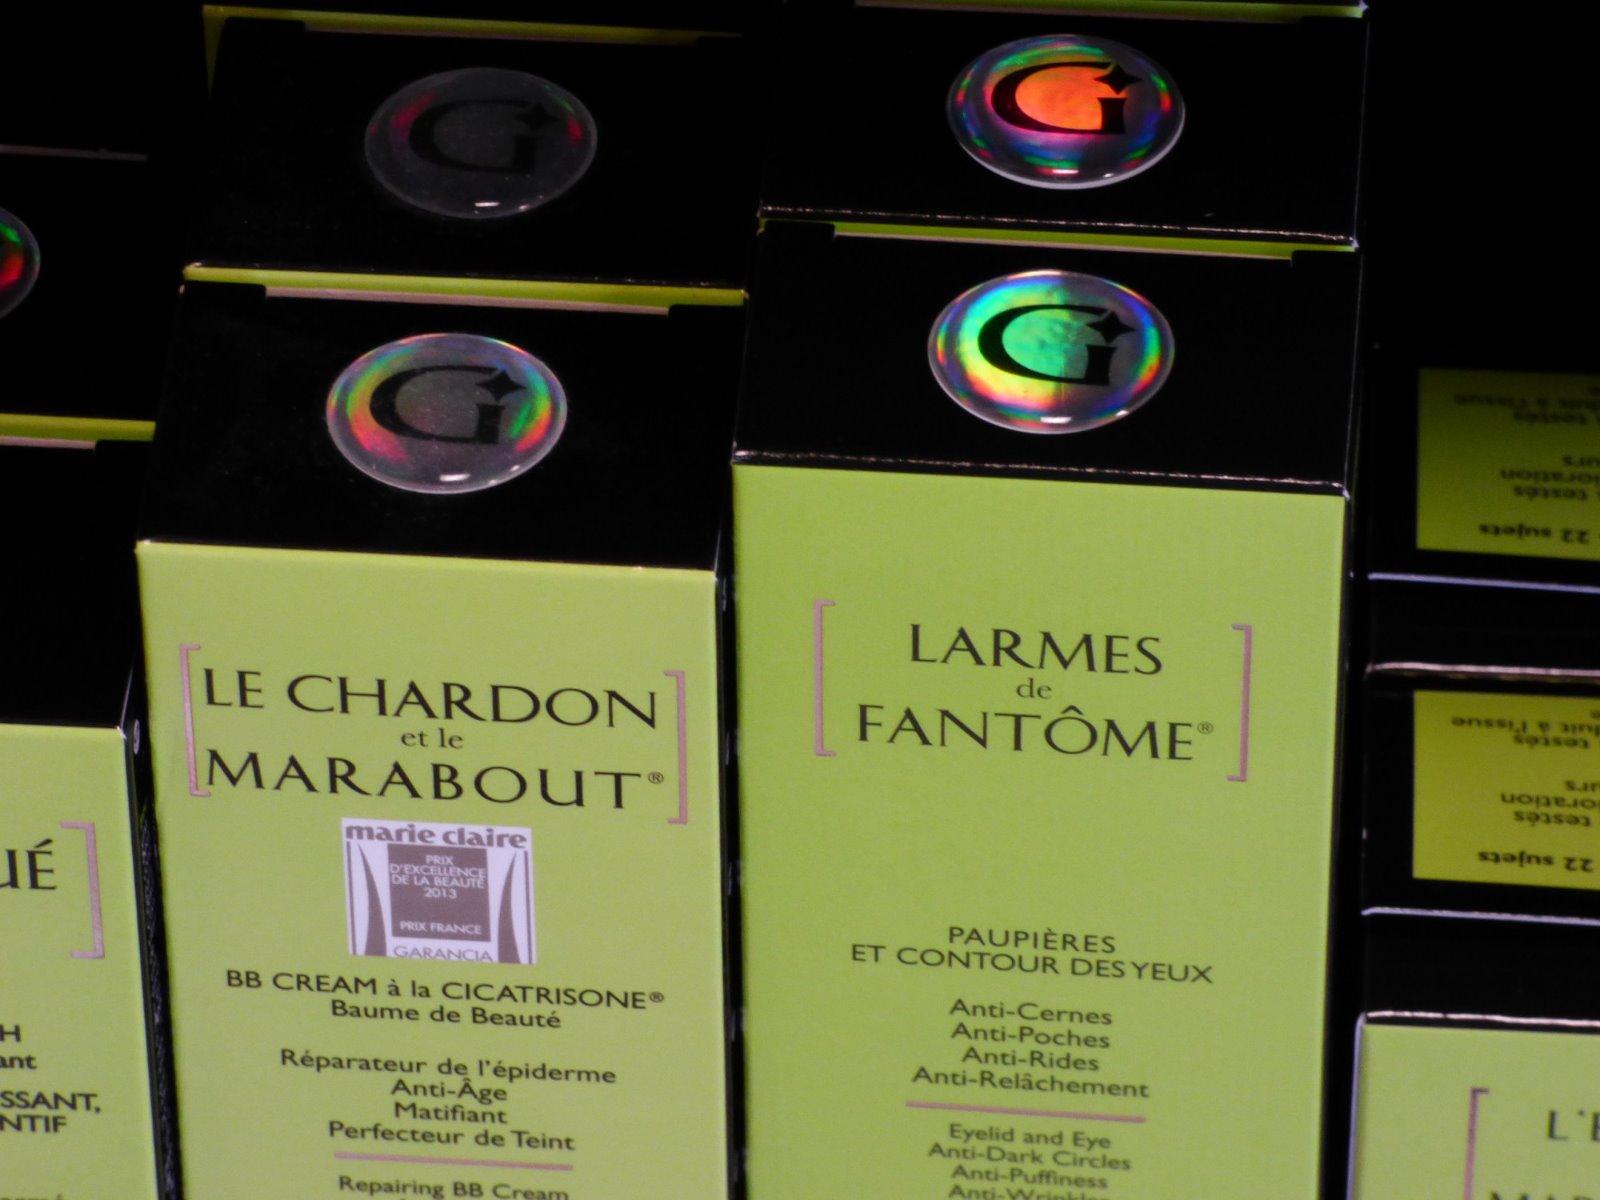 G
G
G
G
LE CHARDON
et le
MARABOUT®
marie claire
PRIX
D'EXCELLENCE
DE LA BEAUTÉ
2013
PRIX FRANCE
GARANCIA
BB CREAM à la CICATRISONE®
Baume de Beauté
Réparateur de l'épiderme
Anti-Âge
Matifiant
Perfecteur de Teint
Repairing BB Cream
LARMES
de
FANTÔME®
PAUPIÈRES
ET CONTOUR DES YEUX
Anti-Cernes
Anti-Poches
Anti-Rides
Anti-Relâchement
Eyelid and Eye
Anti-Dark Circles
Anti-Puffiness
UÉ
SSANT,
NTIF
22 sujets
testés
22 sujets
testés